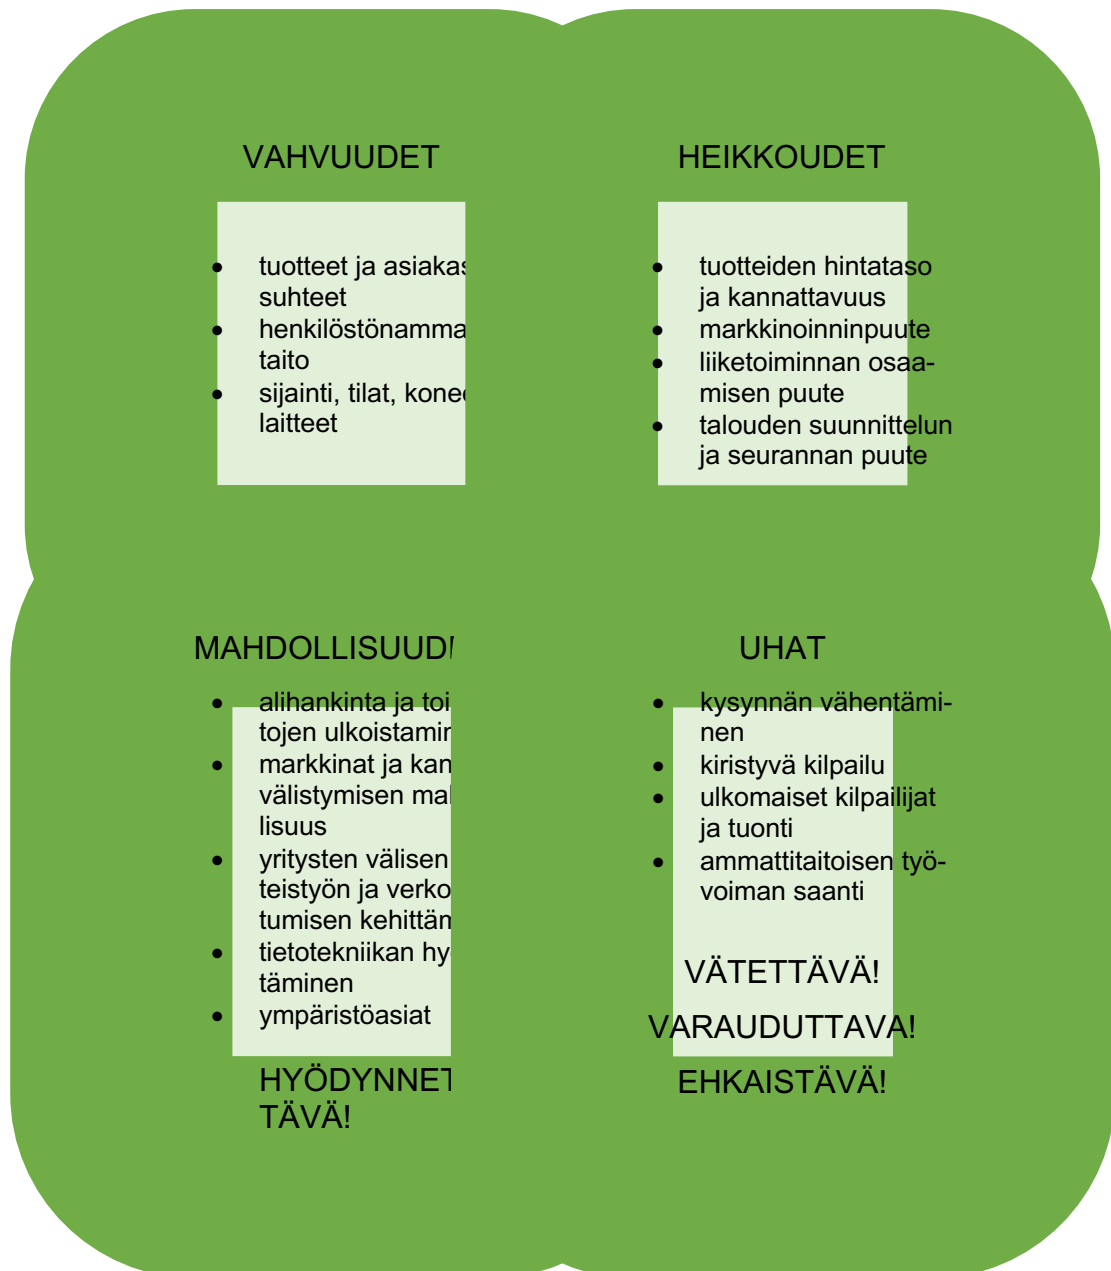 VAHVUUDET
• tuotteet ja asiakas
suhteet
• henkilöstönamma
taito
• sijainti, tilat, konee
laitteet
HEIKKOUDET
• tuotteiden hintataso
ja kannattavuus
• markkinoinninpuute
• liiketoiminnan osaa-
misen puute
• talouden suunnittelun
ja seurannan puute
MAHDOLLISUUD
• alihankinta ja toi
tojen ulkoistamin
• markkinat ja kan
välistymisen mah
lisuus
• yritysten välisen
teistyön ja verko
tumisen kehittäm
• tietotekniikan hy
täminen
• ympäristöasiat
HYÖDYNNET
TÄVÄ!
UHAT
• kysynnän vähentämi-
nen
• kiristyvä kilpailu
• ulkomaiset kilpailijat
ja tuonti
• ammattitaitoisen työ-
voiman saanti
VÄTETTÄVÄ!
VARAUDUTTAVA!
EHKAISTÄVÄ!